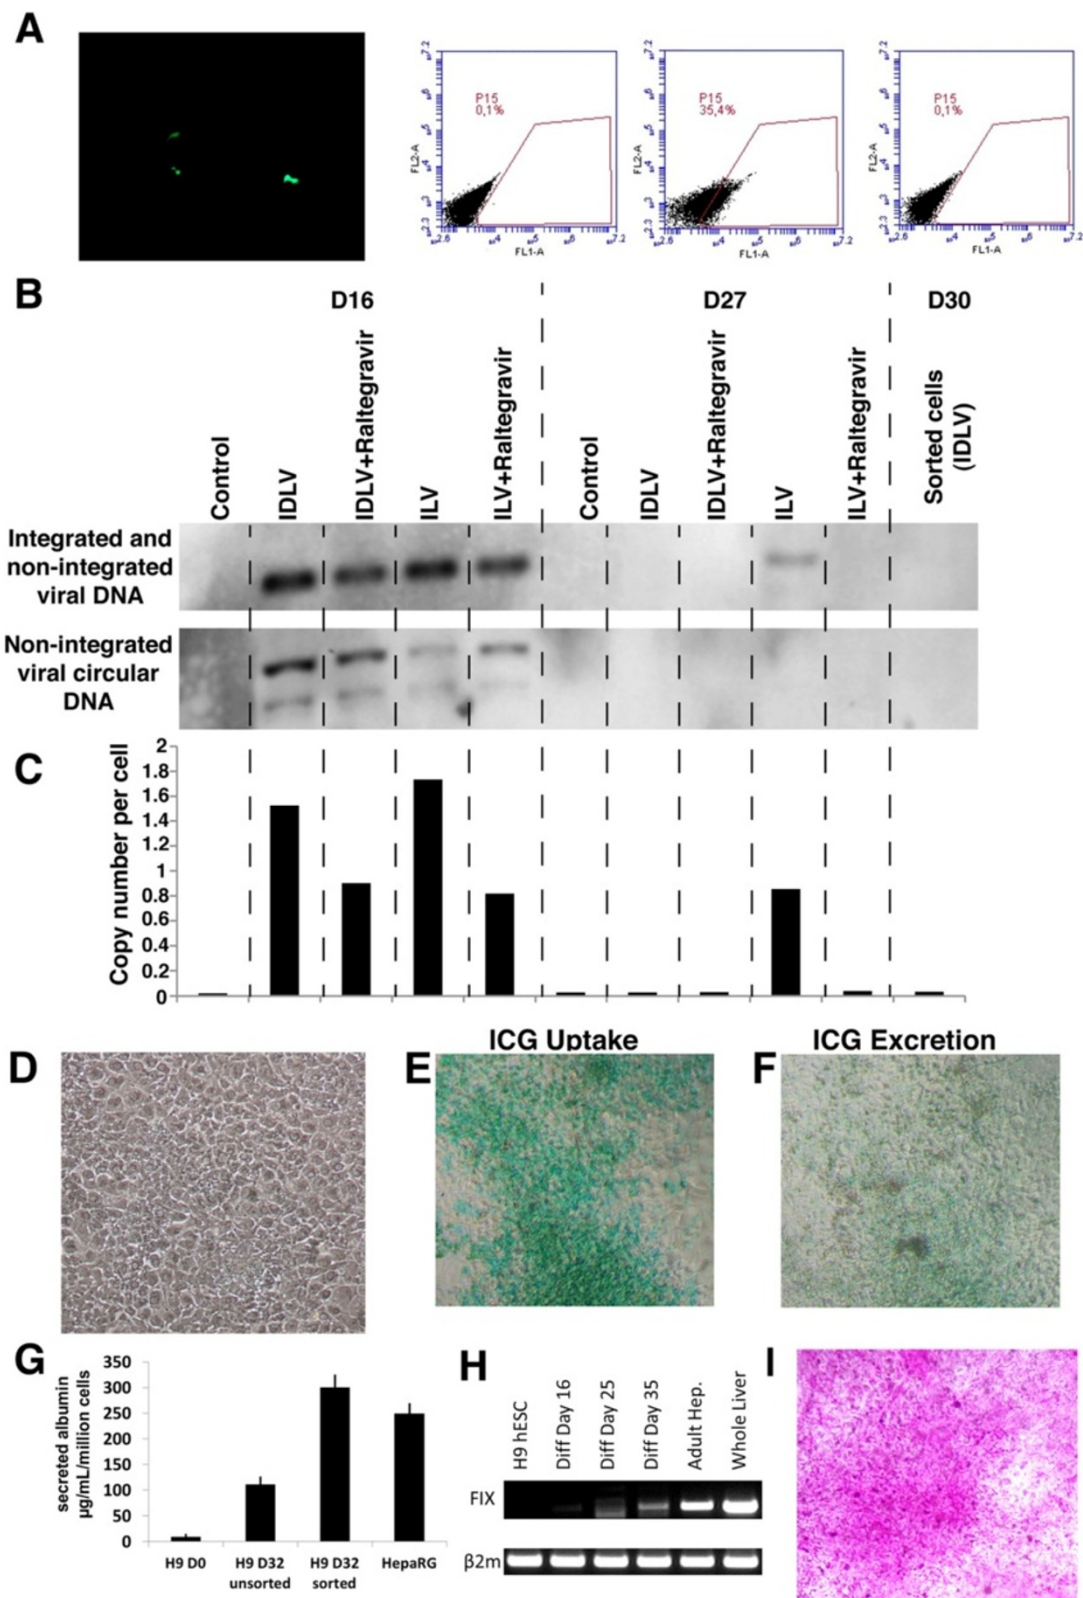 A
P15
0,1%
P15
35,4%
P15
0,1%
FL2-A
FL2-A
FL2-A
FL1-A
FL1-A
FL1-A
B
D16
D27
D30
Control
IDLV
IDLV+Raltegravir
ILV
ILV+Raltegravir
Control
IDLV
IDLV+Raltegravir
ILV
ILV+Raltegravir
Sorted cells
(IDLV)
Integrated and
non-integrated
viral DNA
Non-integrated
viral circular
DNA
C
Copy number per cell
2
1.8
1.6
1.4
1.2
1
0.8
0.6
0.4
0.2
0
D
E
ICG Uptake
F
ICG Excretion
G
secreted albumin
µg/mL/million cells
350
300
250
200
150
100
50
0
H9 D0
H9 D32
unsorted
H9 D32
sorted
HepaRG
H
H9 hESC
Diff Day 16
Diff Day 25
Diff Day 35
Adult Hep.
Whole Liver
FIX
β2m
I